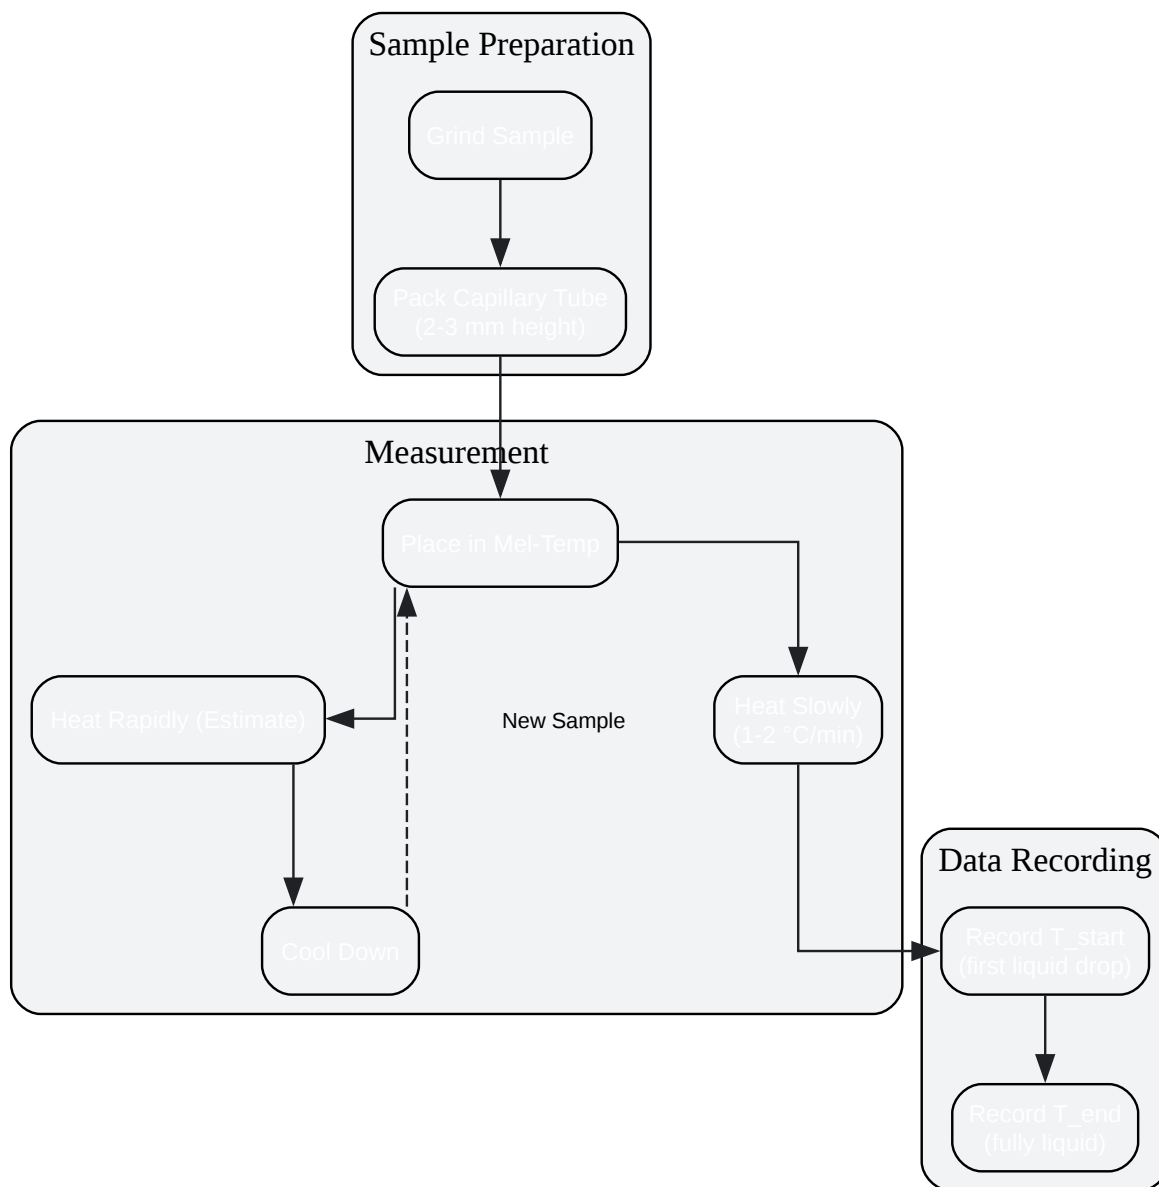 Sample Preparation
Grind Sample
Pack Capillary Tube
(2-3 mm height)
Measurement
Place in Mel-Temp
Heat Rapidly (Estimate)
New Sample
Heat Slowly
(1-2 °C/min)
Cool Down
Data Recording
Record T_start
(first liquid drop)
Record T_end
(fully liquid)